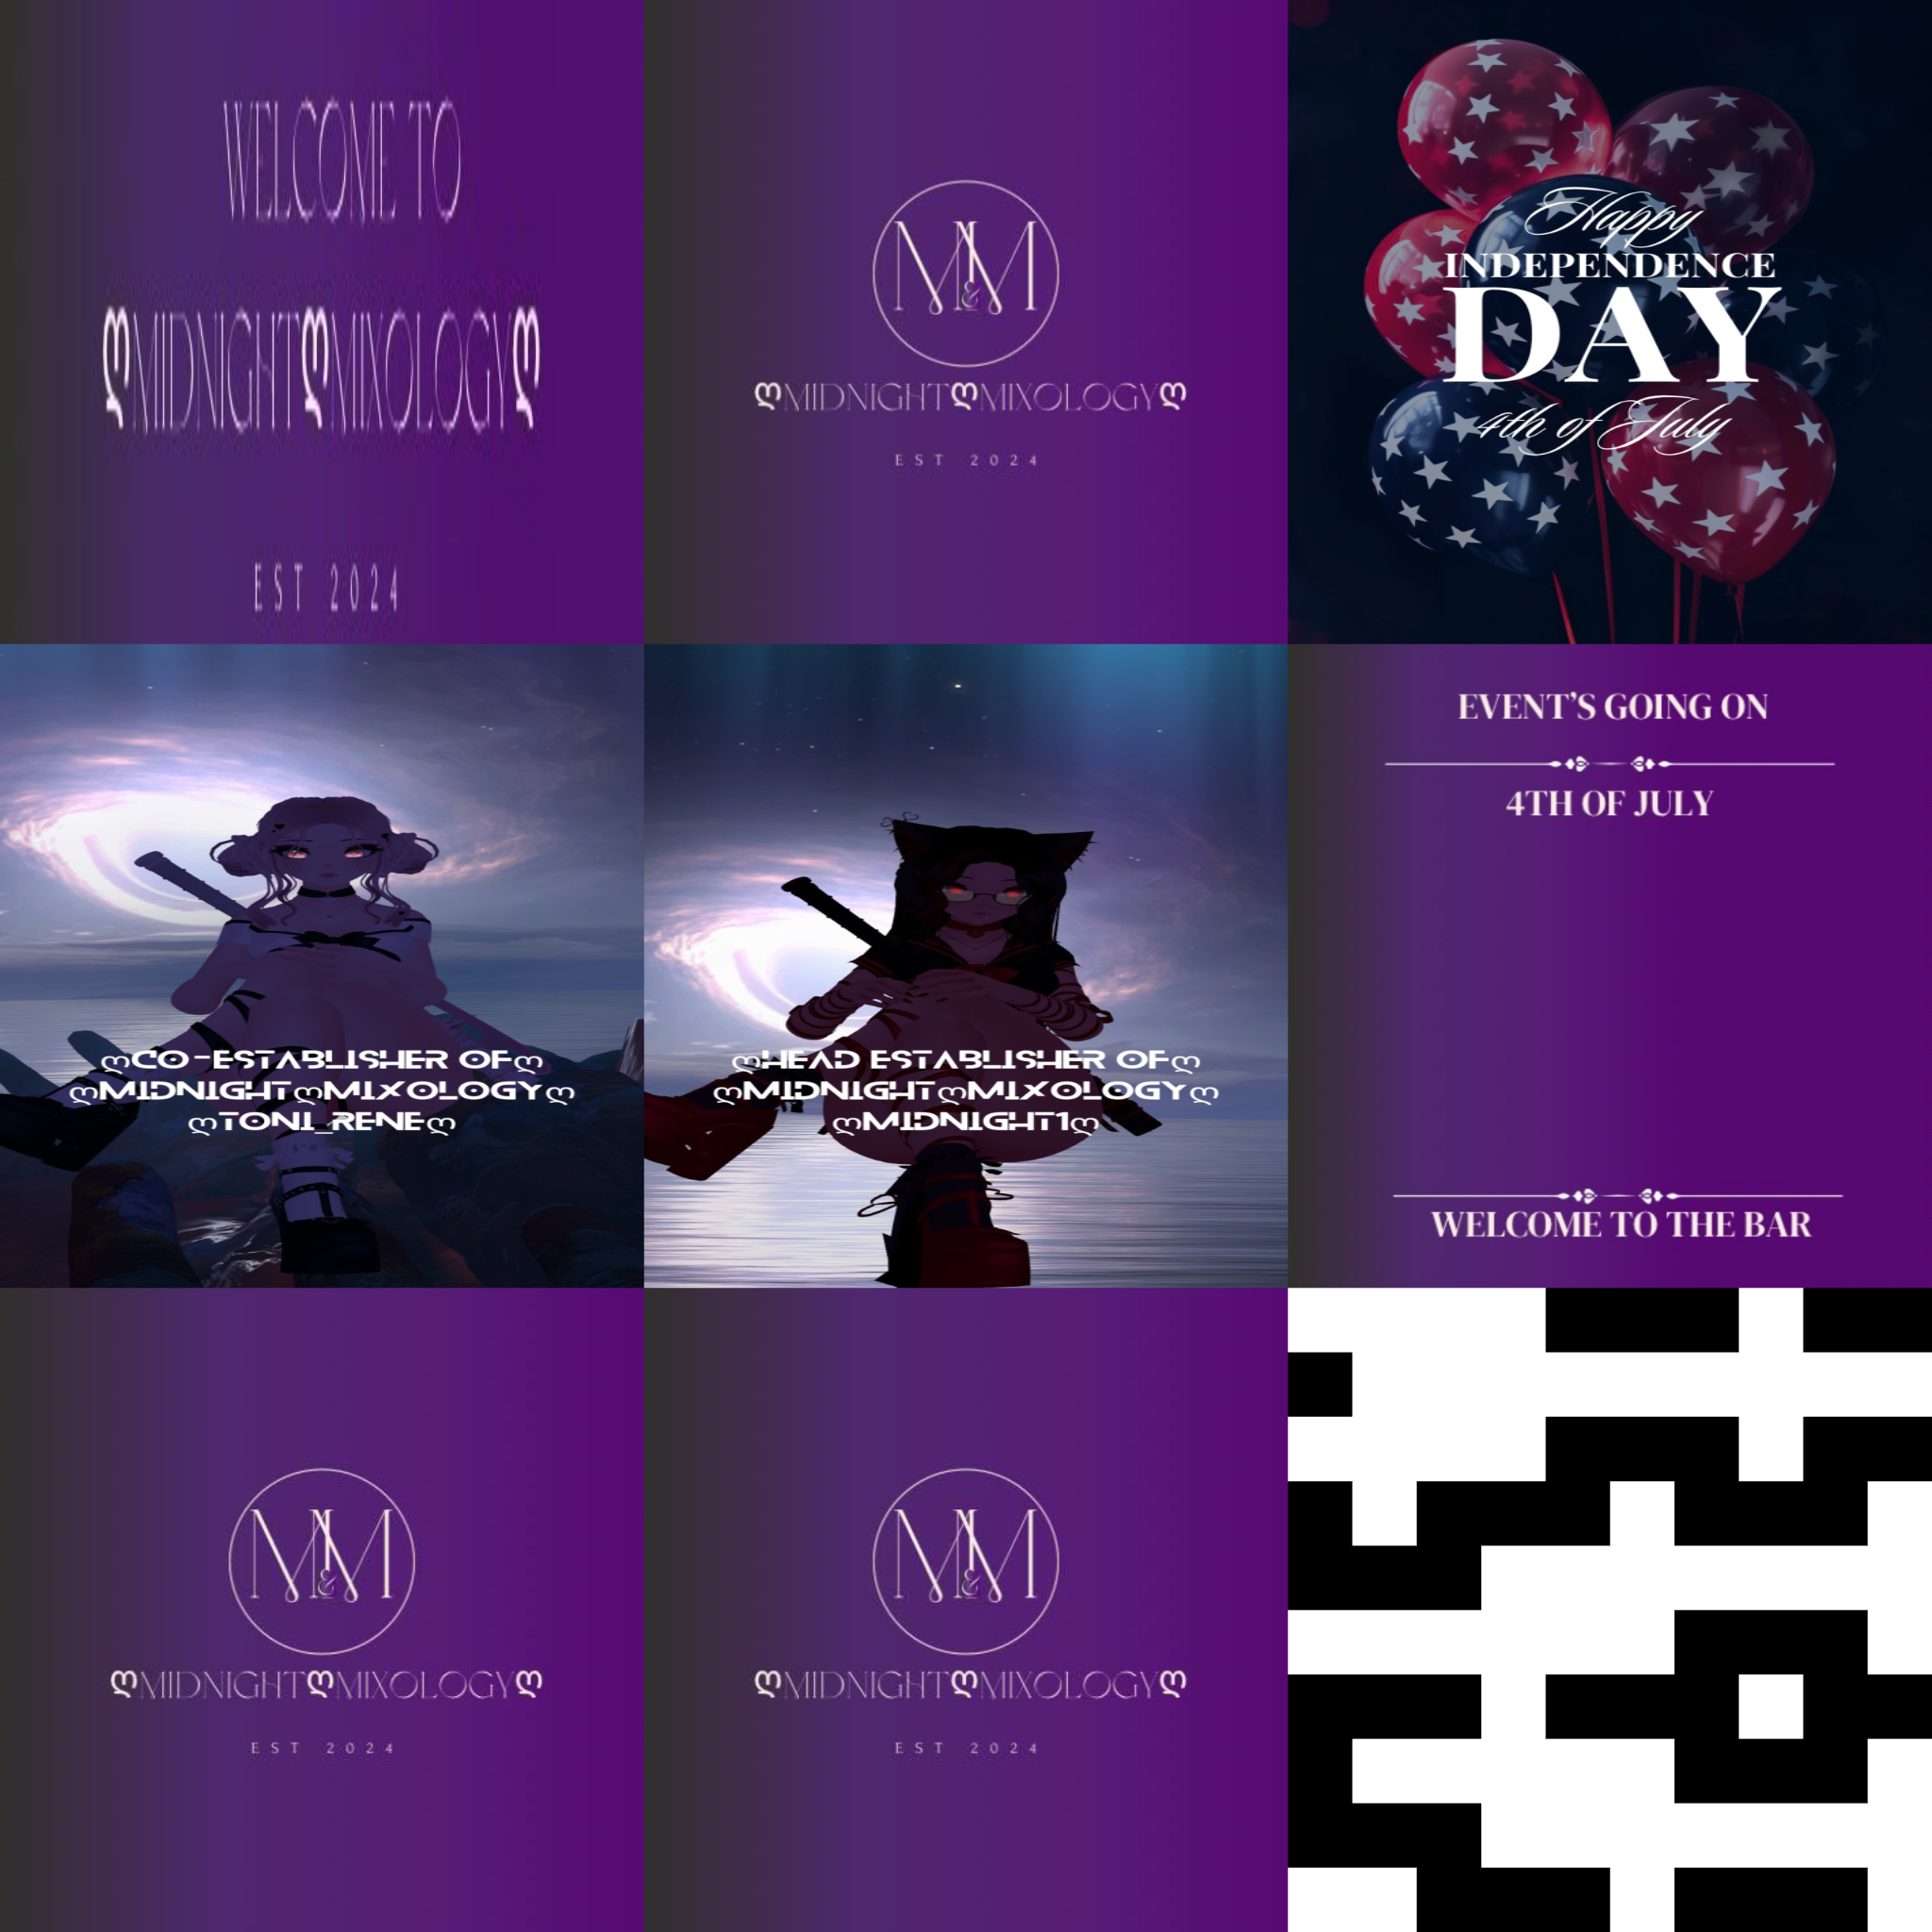 WELCOME TO
ღMIDNIGHTღMIXOLOGYღ
EST 2024
M&M
ღMIDNIGHTღMIXOLOGYღ
EST 2024
Happy
INDEPENDENCE
DAY
4th of July
ღCO-ESTABLISHER OFღ
ღMIDNIGHTღMIXOLOGYღ
ღTONI_RENEღ
ღHEAD ESTABLISHER OFღ
ღMIDNIGHTღMIXOLOGYღ
ღMIDNIGHT1ღ
EVENT'S GOING ON
4TH OF JULY
WELCOME TO THE BAR
M&M
ღMIDNIGHTღMIXOLOGYღ
EST 2024
M&M
ღMIDNIGHTღMIXOLOGYღ
EST 2024